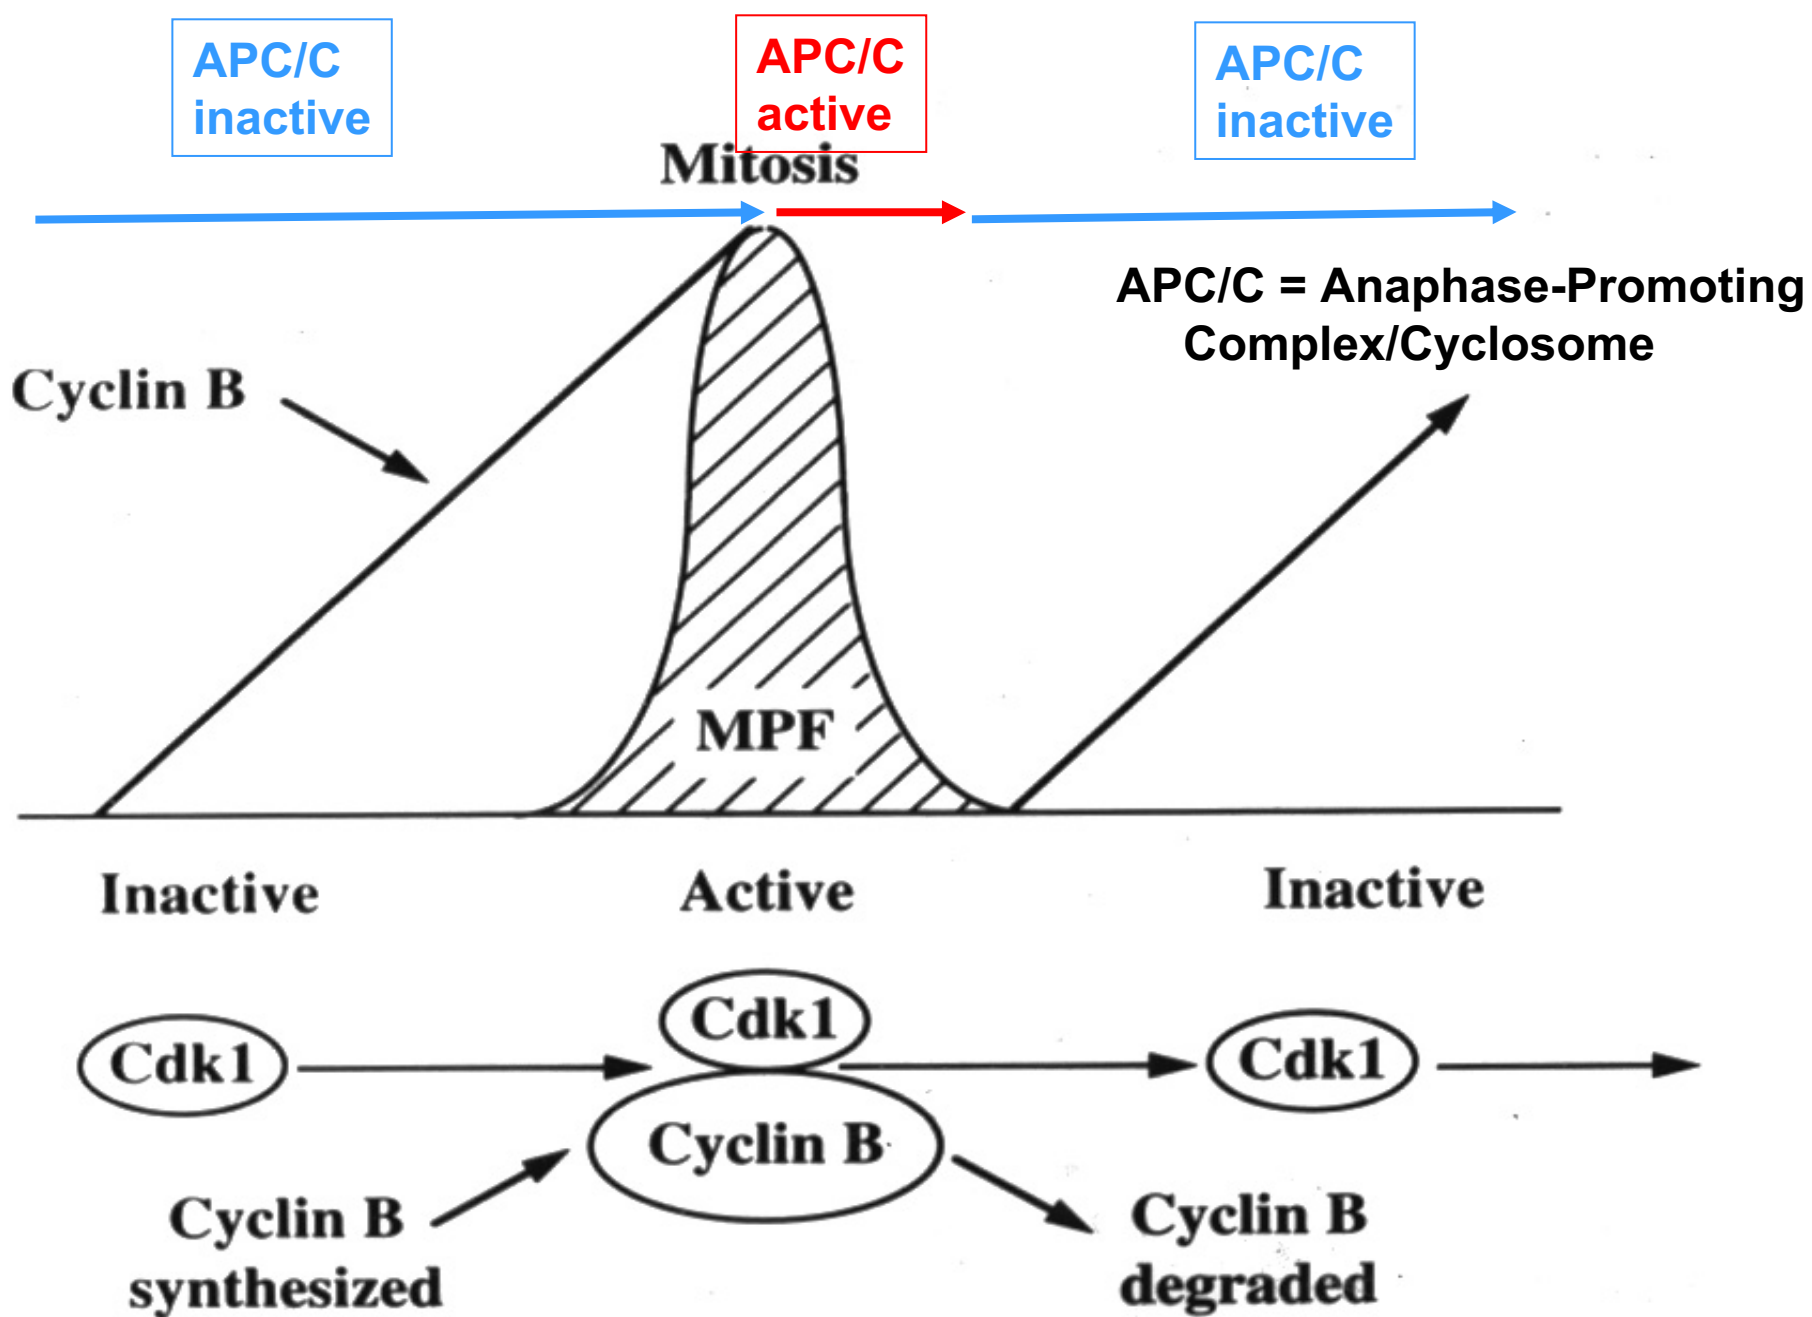 APC/C
inactive
APC/C
active
APC/C
inactive
Mitosis
APC/C = Anaphase-Promoting
Complex/Cyclosome
Cyclin B
MPF
Inactive
Active
Inactive
Cdk1
Cdk1
Cdk1
Cyclin B
Cyclin B
synthesized
Cyclin B
degraded